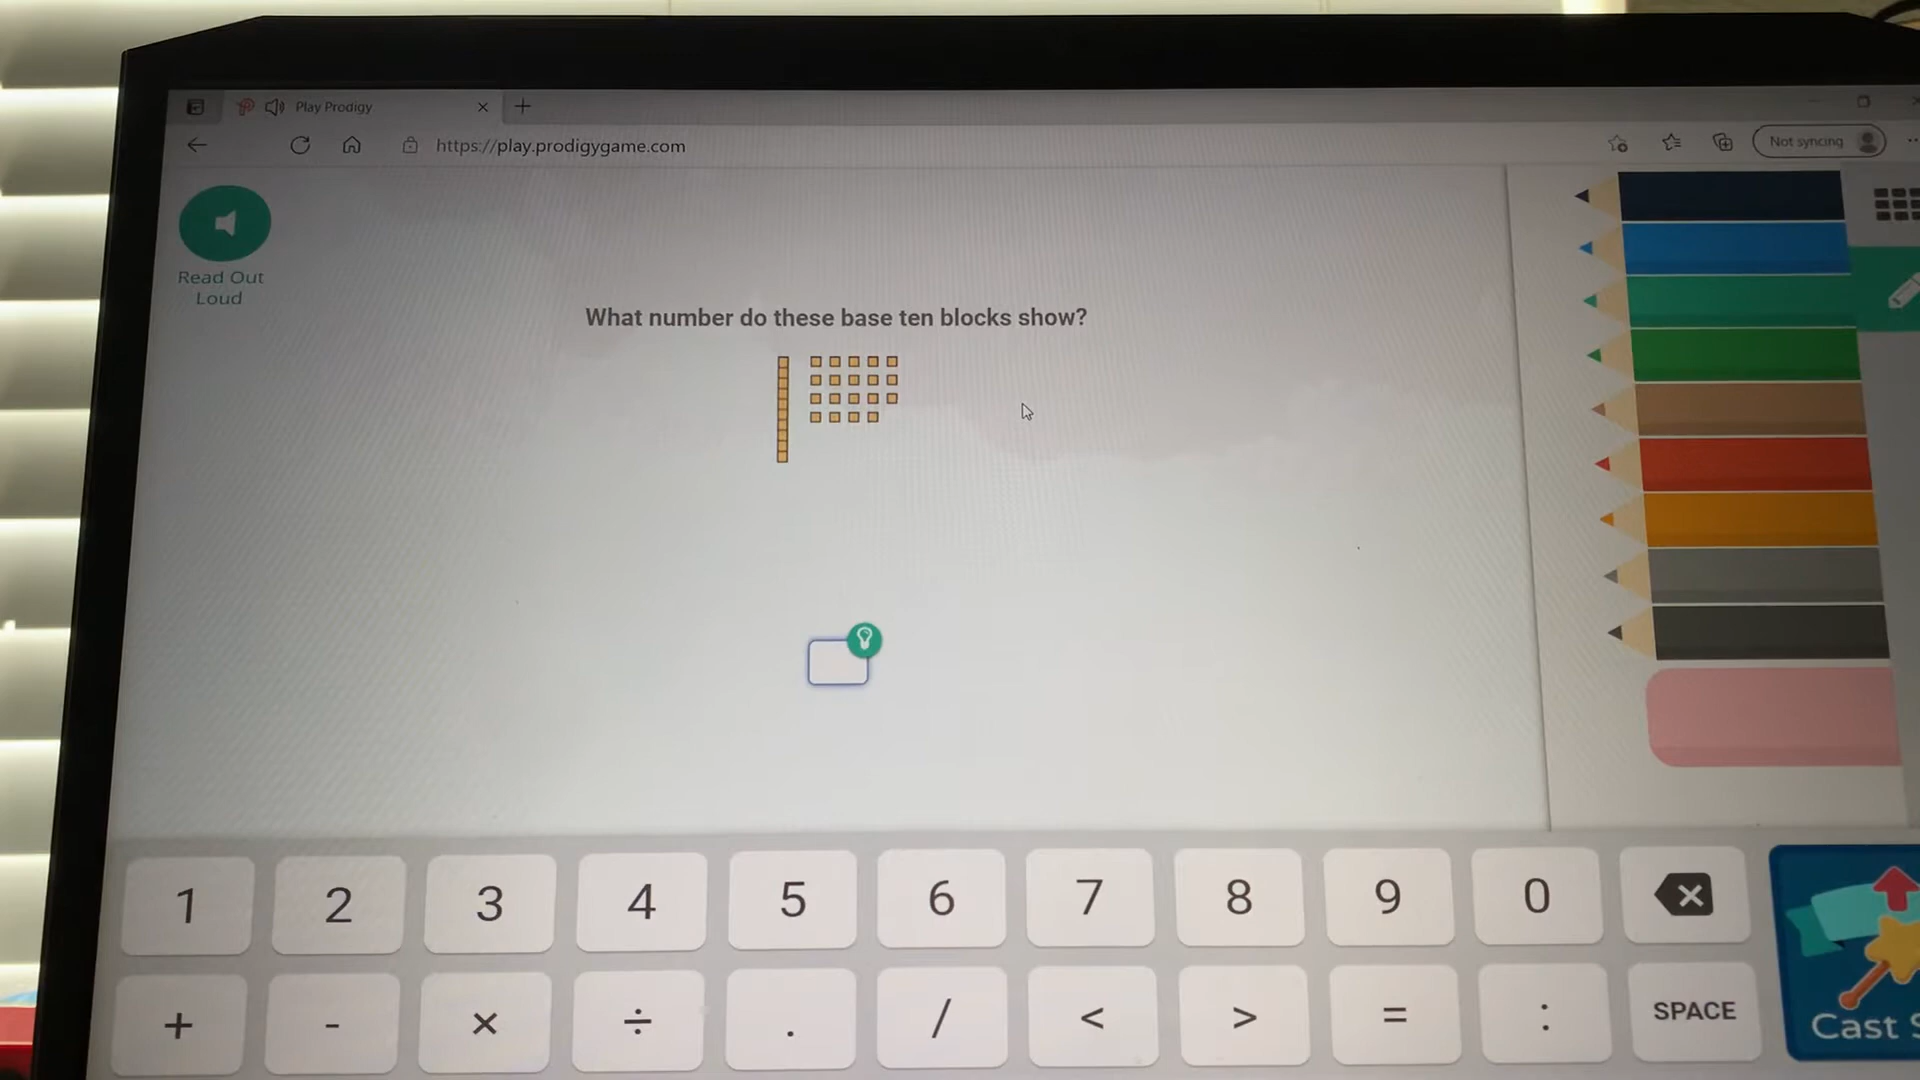 Play Prodigy
https://play.prodigygame.com
Not syncing
Read Out
Loud
What number do these base ten blocks show?
1 2 3 4 5 6 7 8 9 0
+ - × ÷ . / < > = : SPACE
Cast S